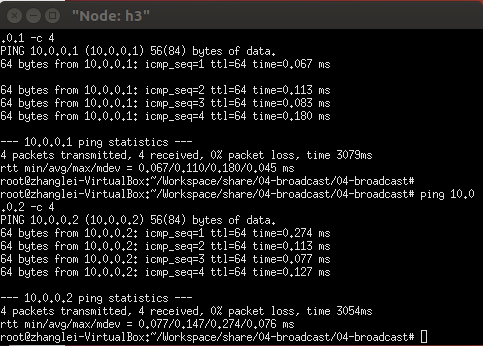 "Node: h3"
.0.1 -c 4
PING 10.0.0.1 (10.0.0.1) 56(84) bytes of data.
64 bytes from 10.0.0.1: icmp_seq=1 ttl=64 time=0.067 ms
64 bytes from 10.0.0.1: icmp_seq=2 ttl=64 time=0.113 ms
64 bytes from 10.0.0.1: icmp_seq=3 ttl=64 time=0.083 ms
64 bytes from 10.0.0.1: icmp_seq=4 ttl=64 time=0.180 ms
--- 10.0.0.1 ping statistics ---
4 packets transmitted, 4 received, 0% packet loss, time 3079ms
rtt min/avg/max/mdev = 0.067/0.110/0.180/0.045 ms
root@zhanglei-VirtualBox:~/Workspace/share/04-broadcast/04-broadcast#
root@zhanglei-VirtualBox:~/Workspace/share/04-broadcast/04-broadcast# ping 10.0
.0.2 -c 4
PING 10.0.0.2 (10.0.0.2) 56(84) bytes of data.
64 bytes from 10.0.0.2: icmp_seq=1 ttl=64 time=0.274 ms
64 bytes from 10.0.0.2: icmp_seq=2 ttl=64 time=0.113 ms
64 bytes from 10.0.0.2: icmp_seq=3 ttl=64 time=0.077 ms
64 bytes from 10.0.0.2: icmp_seq=4 ttl=64 time=0.127 ms
--- 10.0.0.2 ping statistics ---
4 packets transmitted, 4 received, 0% packet loss, time 3054ms
rtt min/avg/max/mdev = 0.077/0.147/0.274/0.076 ms
root@zhanglei-VirtualBox:~/Workspace/share/04-broadcast/04-broadcast#